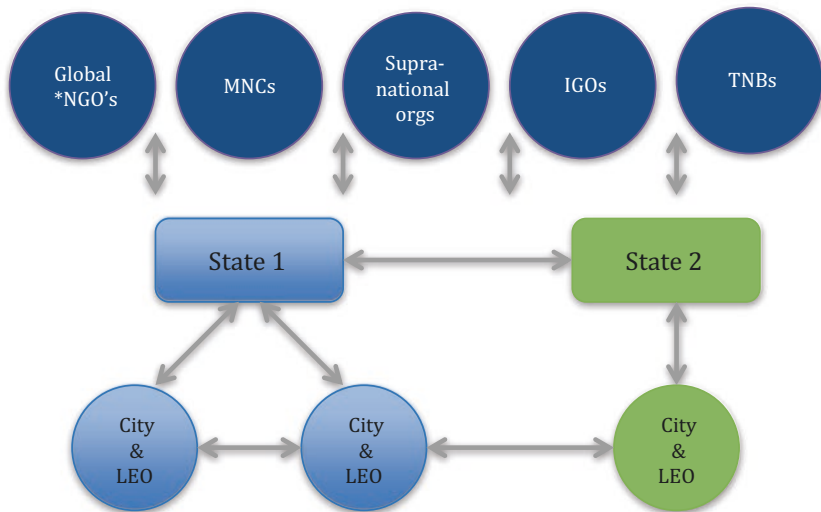 Global
*NGO's
MNCs
Supra-
national
orgs
IGOs
TNBs
State 1
State 2
City
&
LEO
City
&
LEO
City
&
LEO